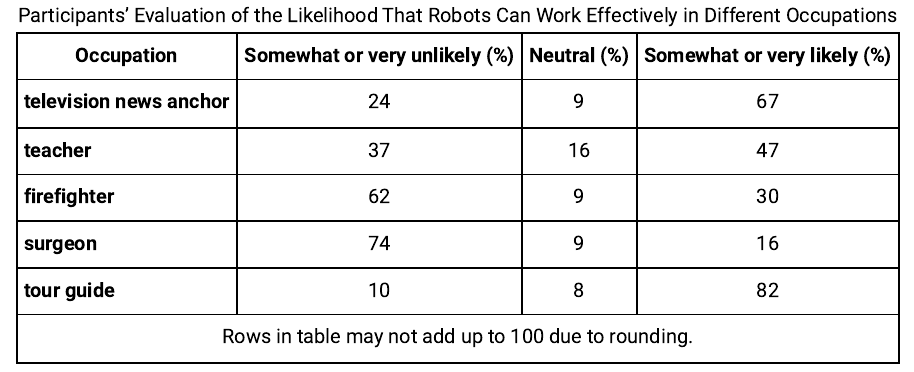 Participants' Evaluation of the Likelihood That Robots Can Work Effectively in Different Occupations
Occupation Somewhat or very unlikely (%) Neutral (%) Somewhat or very likely (%)
television news anchor 24 9 67
teacher 37 16 47
firefighter 62 9 30
surgeon 74 9 16
tour guide 10 8 82
Rows in table may not add up to 100 due to rounding.